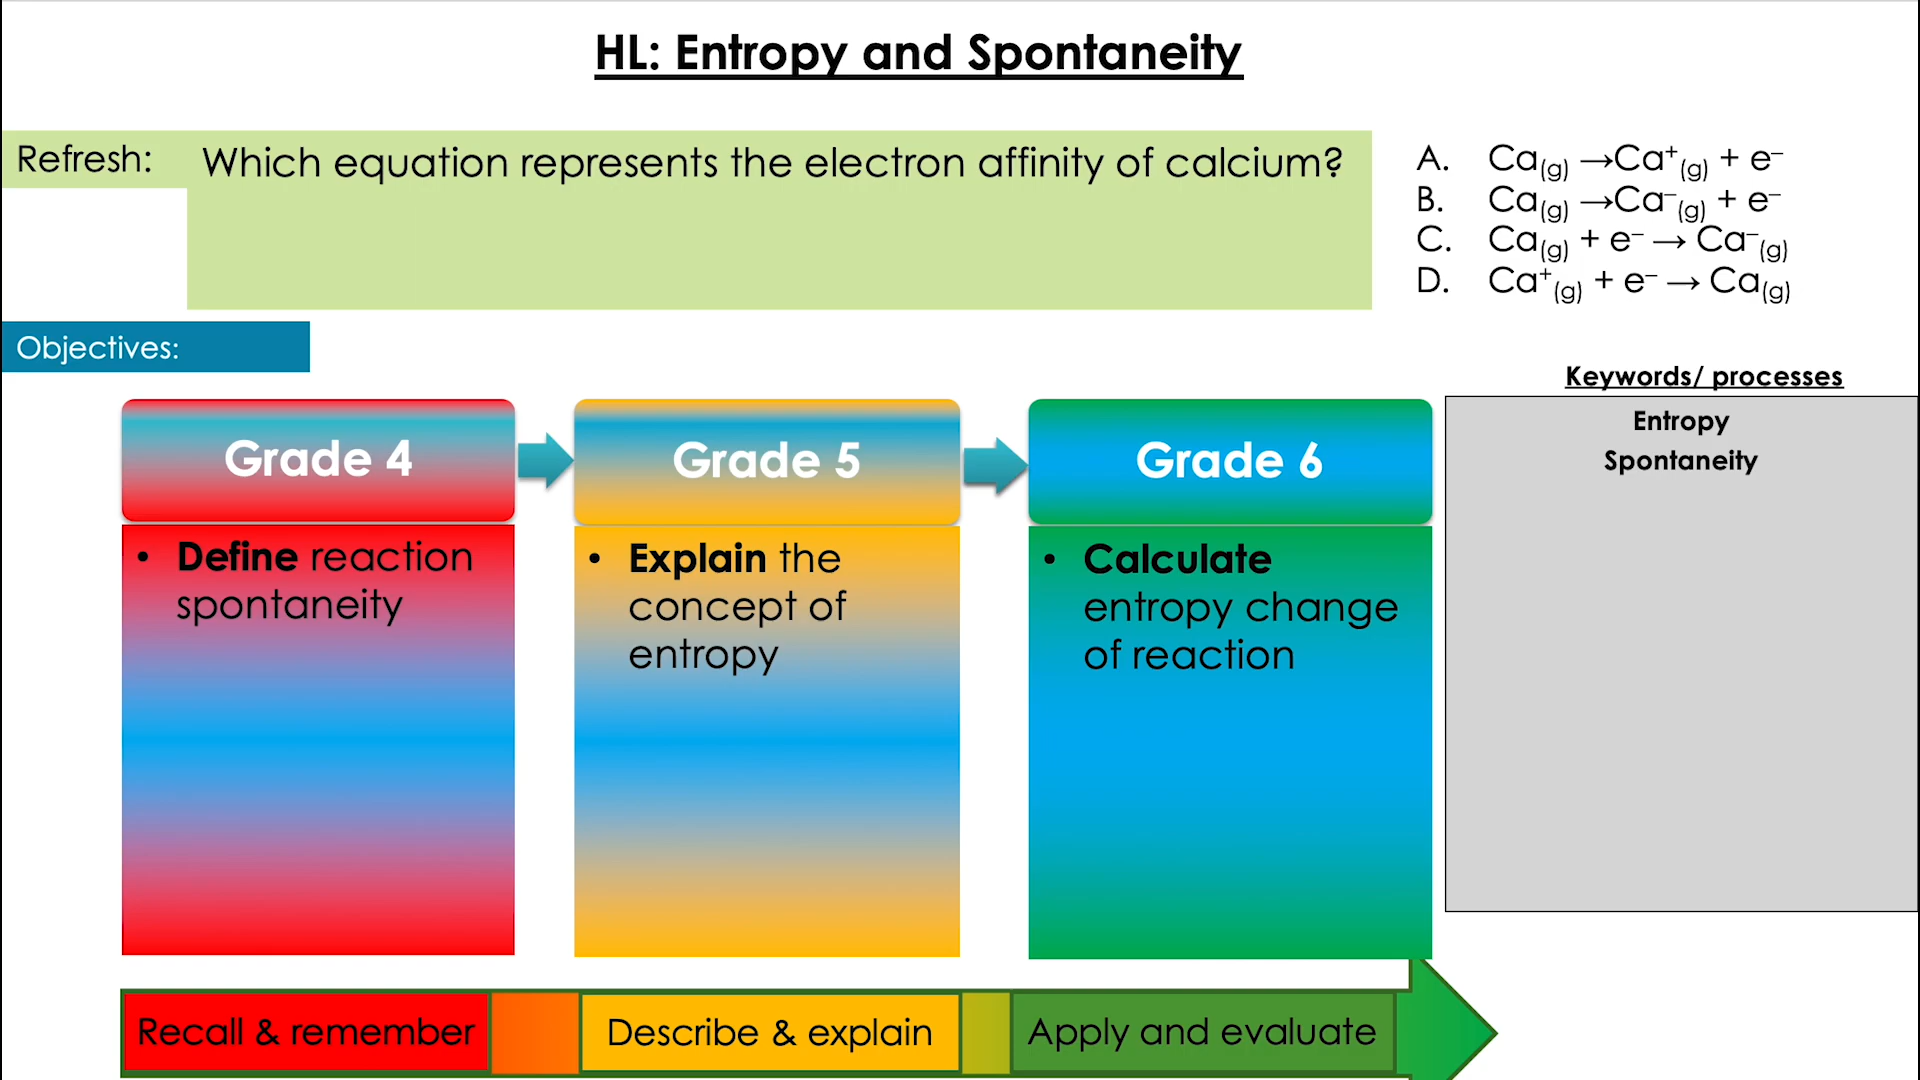 HL: Entropy and Spontaneity
Refresh:
Which equation represents the electron affinity of calcium?
A. Ca(g) →Ca⁺(g) + e⁻
B. Ca(g) →Ca⁻(g) + e⁻
C. Ca(g) + e⁻ → Ca⁻(g)
D. Ca⁺(g) + e⁻ → Ca(g)
Objectives:
Keywords/ processes
Entropy
Spontaneity
Grade 4
• Define reaction
spontaneity
Grade 5
• Explain the
concept of
entropy
Grade 6
• Calculate
entropy change
of reaction
Recall & remember
Describe & explain
Apply and evaluate